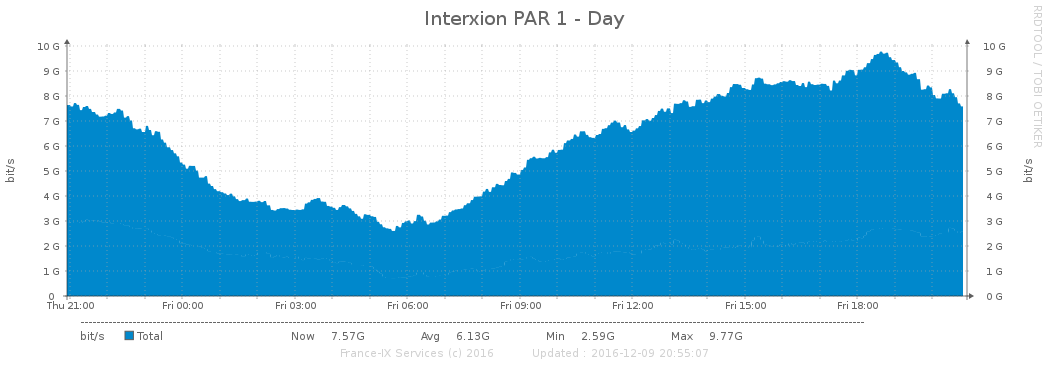 Interxion PAR 1 - Day
RRDTOOL / TOBI OETIKER
10 G 10 G
9 G 9 G
8 G 8 G
7 G 7 G
6 G 6 G
bit/s bit/s
5 G 5 G
4 G 4 G
3 G 3 G
2 G 2 G
1 G 1 G
0 0 G
Thu 21:00 Fri 00:00 Fri 03:00 Fri 06:00 Fri 09:00 Fri 12:00 Fri 15:00 Fri 18:00
bit/s Total Now 7.57G Avg 6.13G Min 2.59G Max 9.77G
France-IX Services (c) 2016 Updated : 2016-12-09 20:55:07